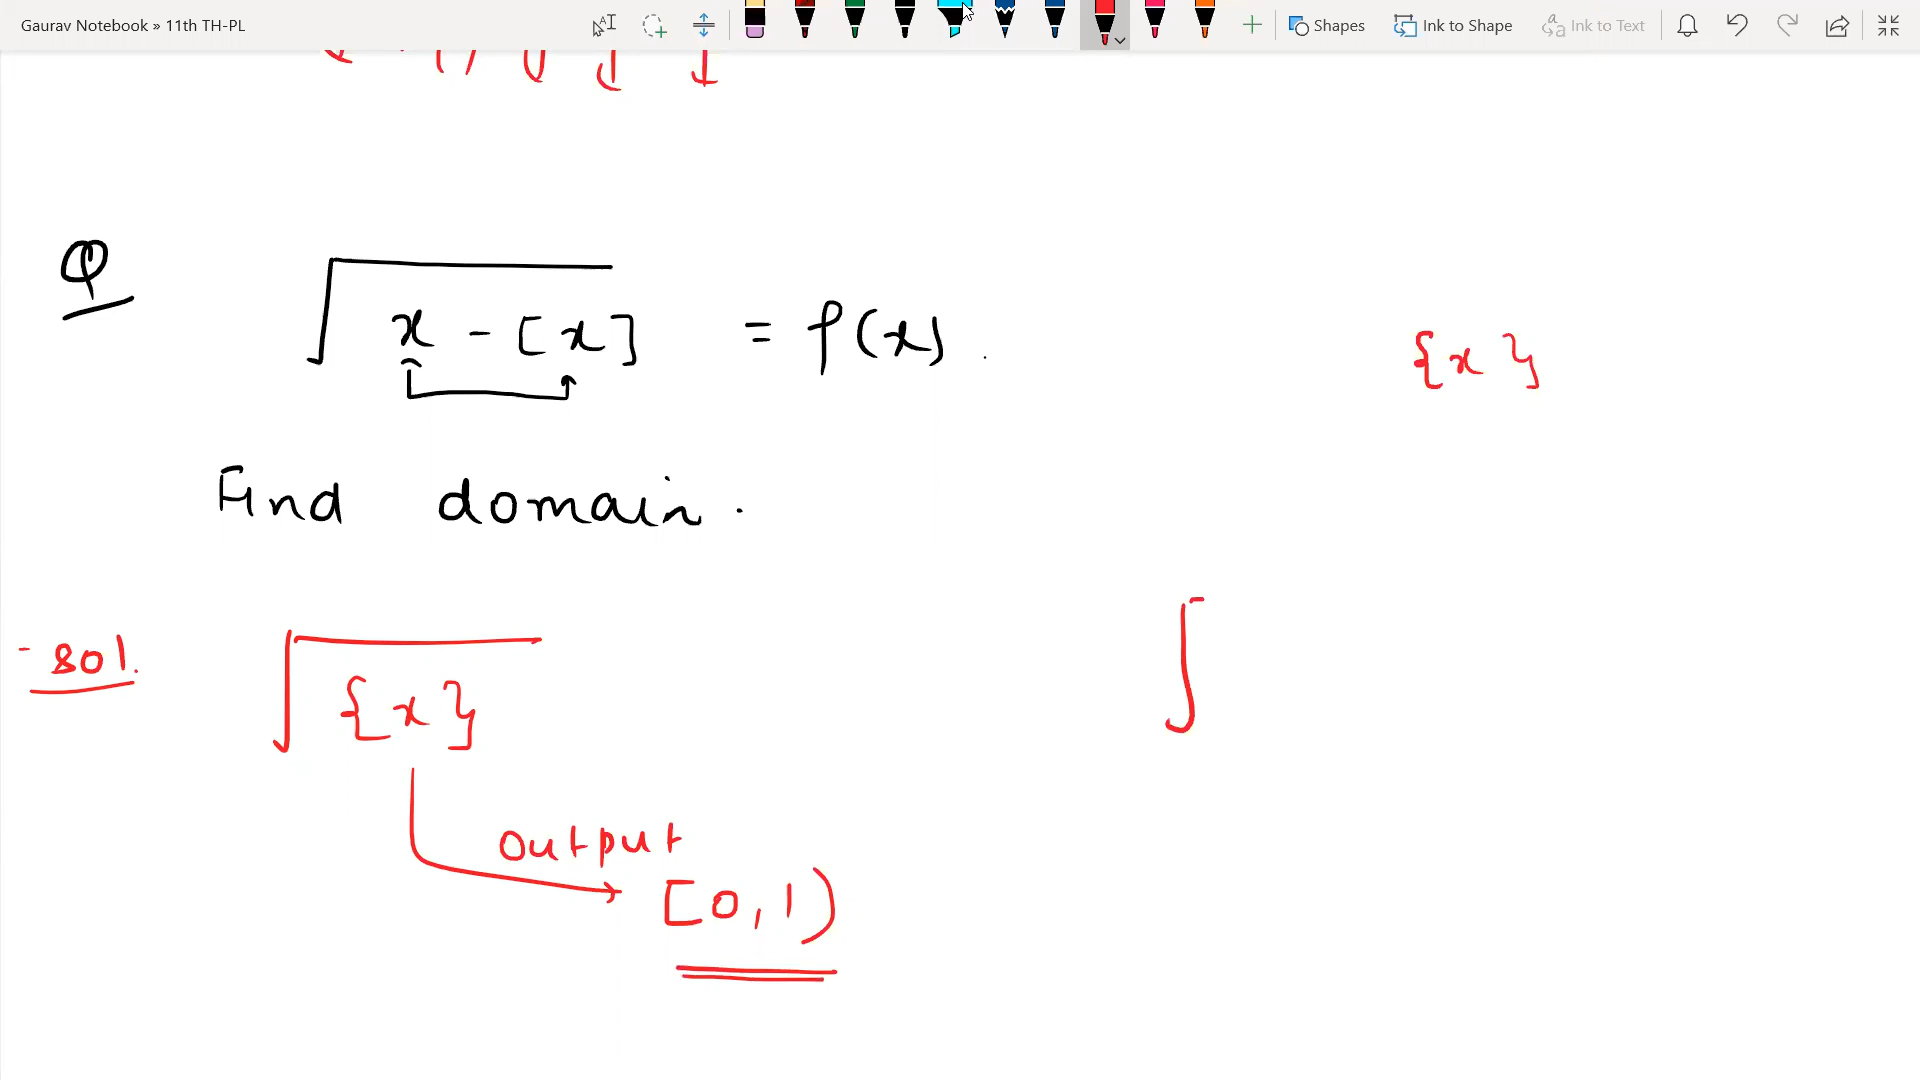 Gaurav Notebook » 11th TH-PL
Shapes
Ink to Shape
Ink to Text
Q √(x - [x]) = f(x).
{x}
Find domain.
sol. √{x}
output
[0, 1)